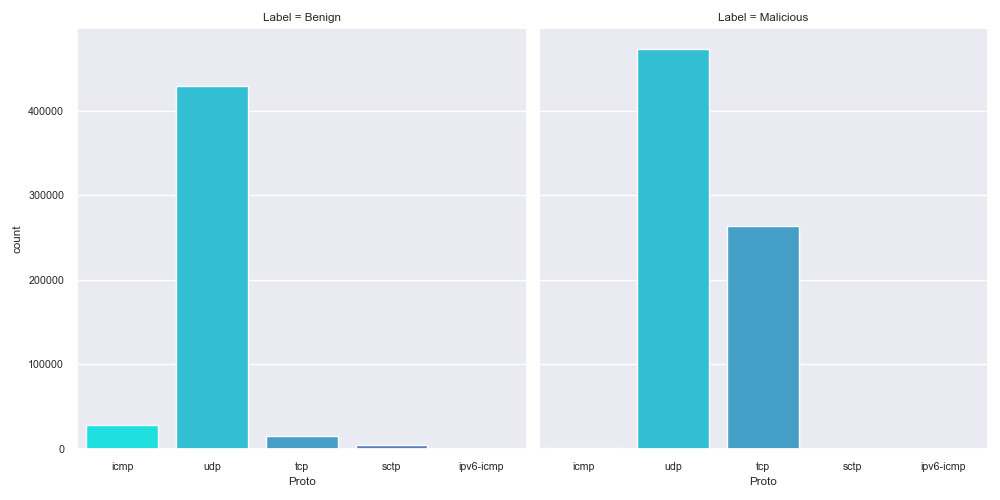 Label = Benign
Label = Malicious
400000
300000
200000
100000
0
count
icmp udp tcp sctp ipv6-icmp
icmp udp tcp sctp ipv6-icmp
Proto
Proto